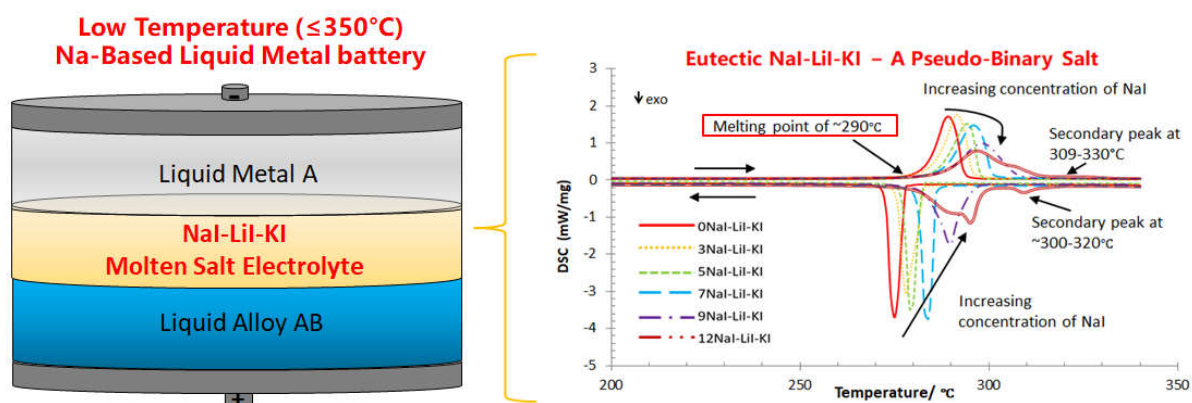 Low Temperature (≤350°C)
Na-Based Liquid Metal battery
-
Liquid Metal A
NaI-LiI-KI
Molten Salt Electrolyte
Liquid Alloy AB
+
Eutectic NaI-LiI-KI – A Pseudo-Binary Salt
3
2
1
0
-1
-2
-3
-4
-5
DSC (mW/mg)
↓ exo
Increasing concentration of NaI
Melting point of ~290°C
Secondary peak at
309-330°C
Secondary peak at
~300-320°C
0NaI-LiI-KI
3NaI-LiI-KI
5NaI-LiI-KI
7NaI-LiI-KI
9NaI-LiI-KI
12NaI-LiI-KI
Increasing
concentration of NaI
200
250
300
350
Temperature/ °C